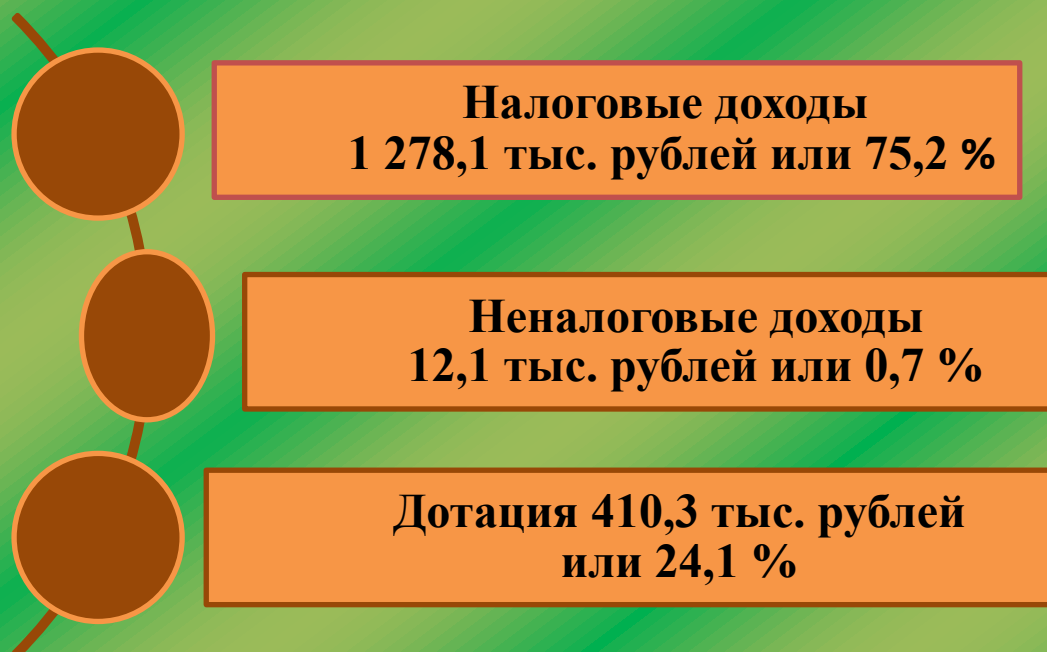 Налоговые доходы
1 278,1 тыс. рублей или 75,2 %
Неналоговые доходы
12,1 тыс. рублей или 0,7 %
Дотация 410,3 тыс. рублей
или 24,1 %